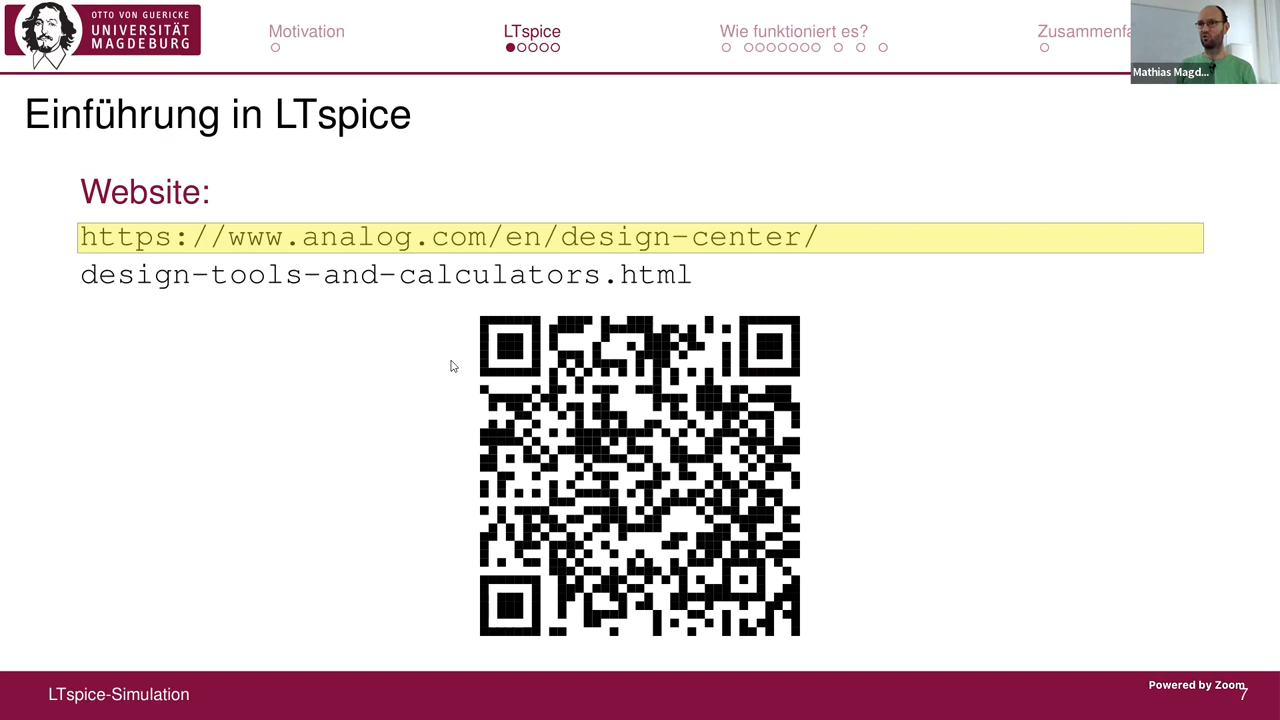 OTTO VON GUERICKE
UNIVERSITÄT
MAGDEBURG
Motivation
LTspice
Wie funktioniert es?
Zusammenfa
Mathias Magd...
Einführung in LTspice
Website:
https://www.analog.com/en/design-center/
design-tools-and-calculators.html
LTspice-Simulation
Powered by Zoom
7